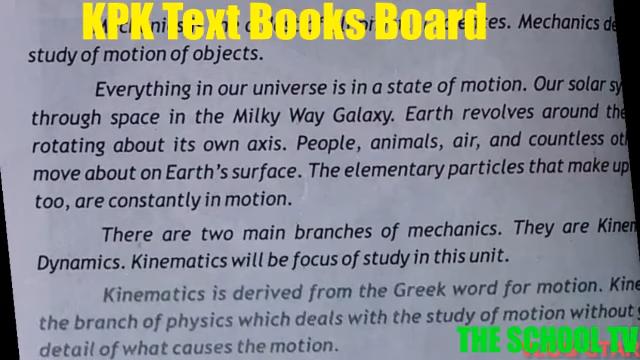 KPK Text Books Board
Mechanics de
study of motion of objects.
Everything in our universe is in a state of motion. Our solar sy
through space in the Milky Way Galaxy. Earth revolves around the
rotating about its own axis. People, animals, air, and countless ot
move about on Earth's surface. The elementary particles that make up
too, are constantly in motion.
There are two main branches of mechanics. They are Kinem
Dynamics. Kinematics will be focus of study in this unit.
Kinematics is derived from the Greek word for motion. Kine
the branch of physics which deals with the study of motion without
detail of what causes the motion.
THE SCHOOL TV